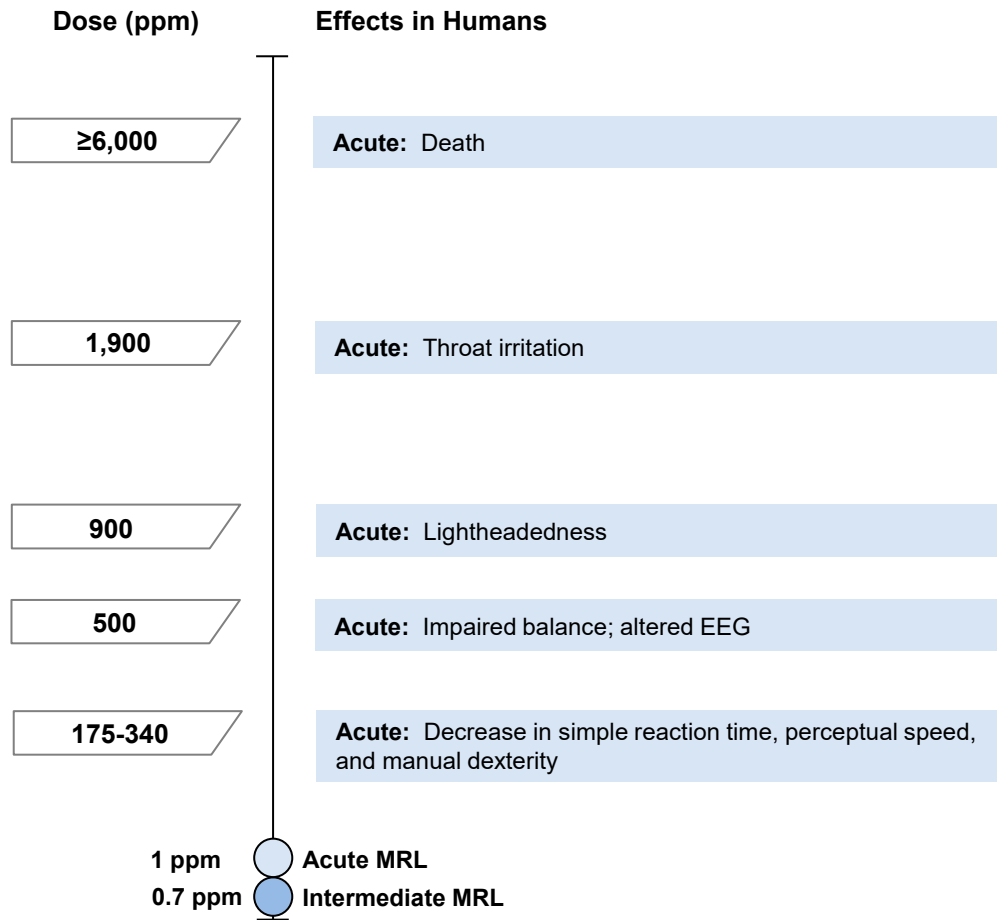 Dose (ppm) Effects in Humans
≥6,000 Acute: Death
1,900 Acute: Throat irritation
900 Acute: Lightheadedness
500 Acute: Impaired balance; altered EEG
175-340 Acute: Decrease in simple reaction time, perceptual speed,
and manual dexterity
1 ppm Acute MRL
0.7 ppm Intermediate MRL